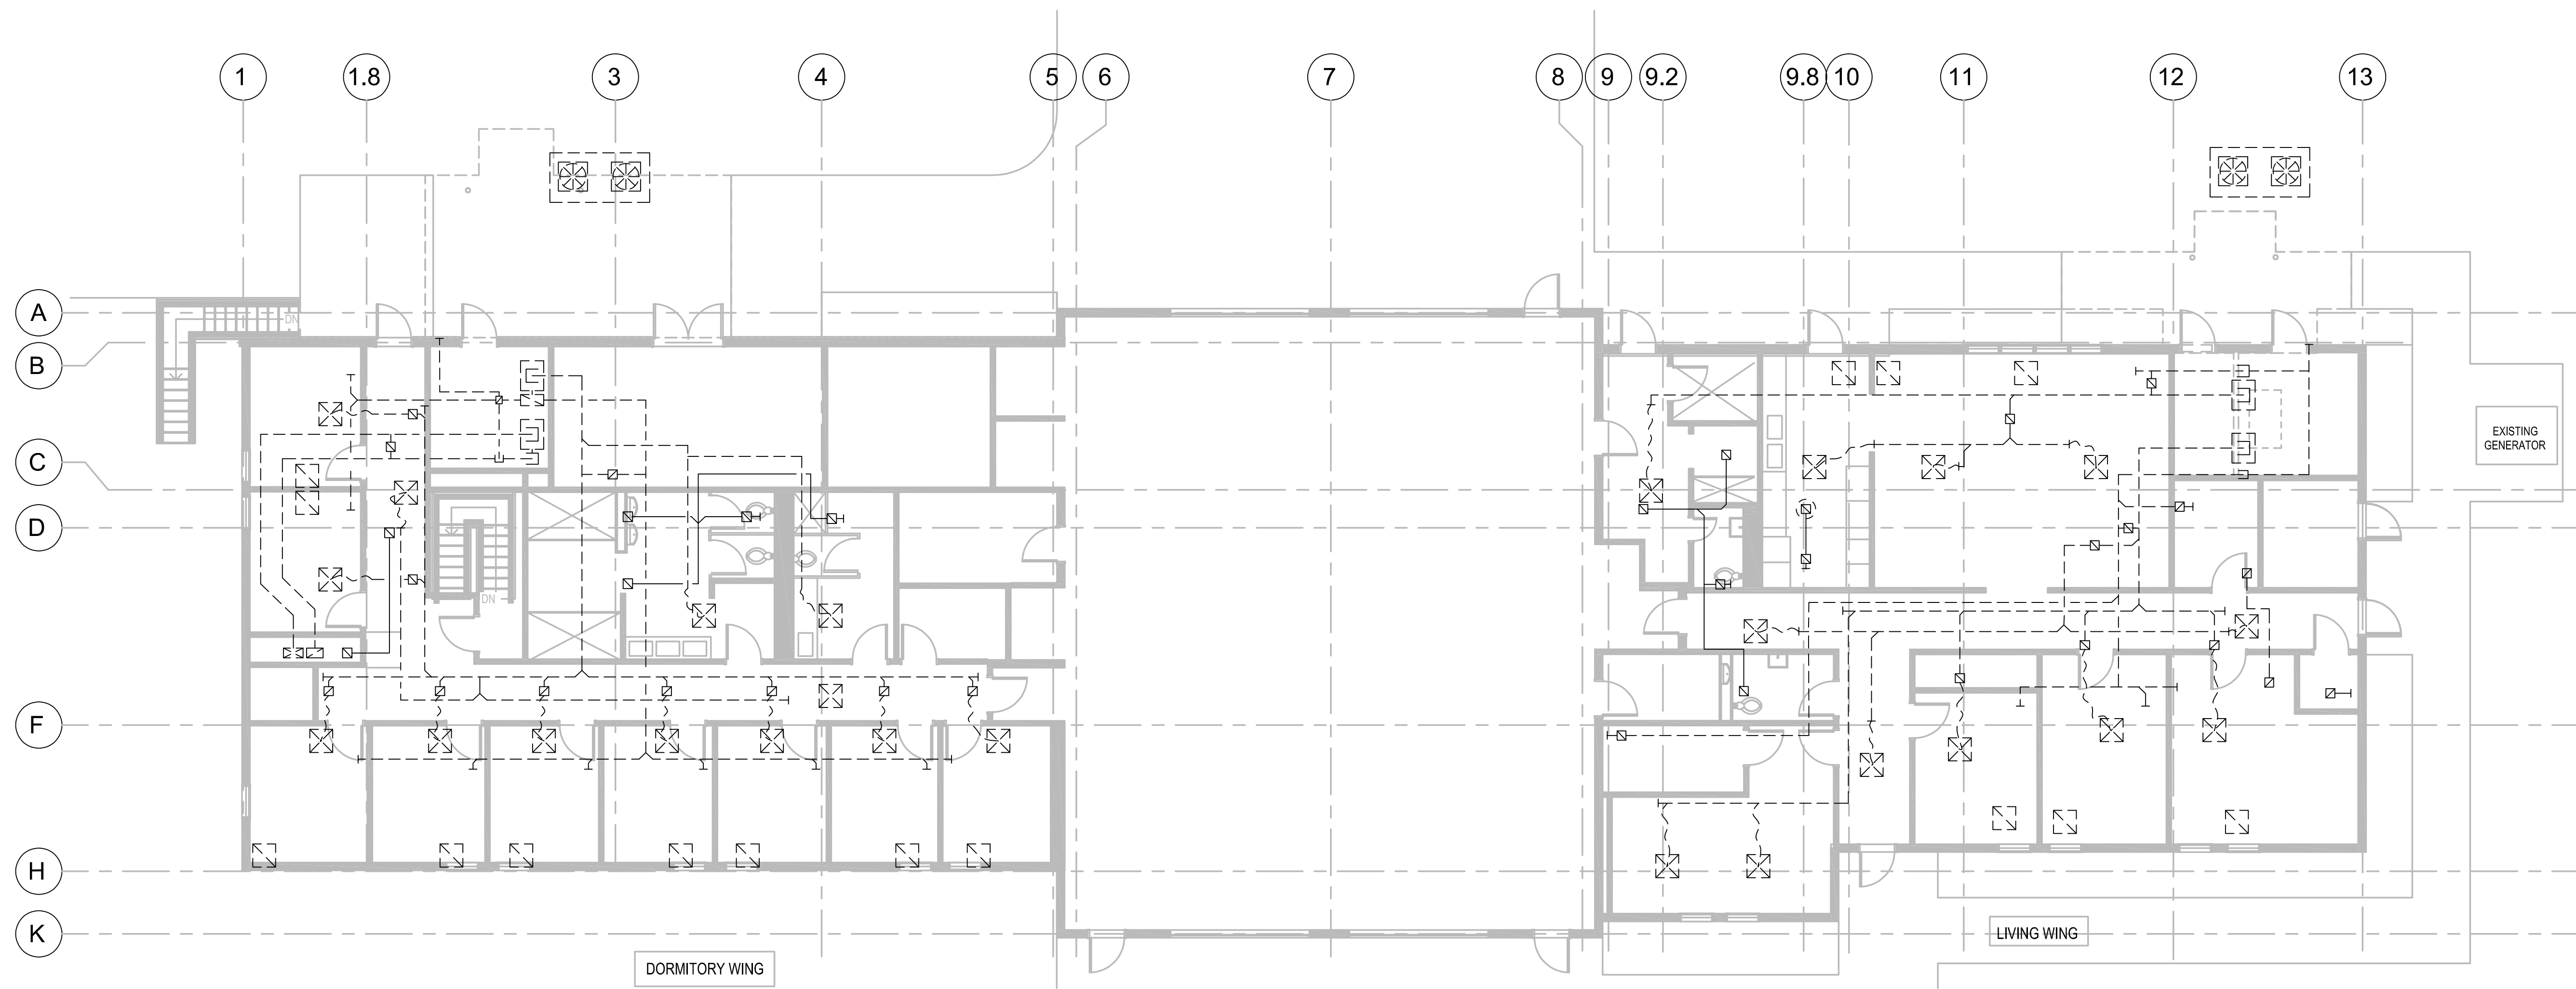 1
1.8
3
4
5
6
7
8
9
9.2
9.8
10
11
12
13
A
DN
B
C
EXISTING
GENERATOR
D
DN
F
H
K
LIVING WING
DORMITORY WING